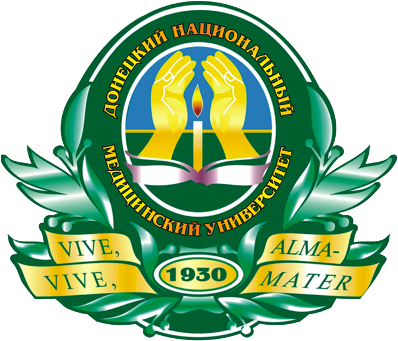 ДОНЕЦКИЙ НАЦИОНАЛЬНЫЙ
МЕДИЦИНСКИЙ УНИВЕРСИТЕТ
VIVE,
VIVE,
1930
ALMA-
MATER